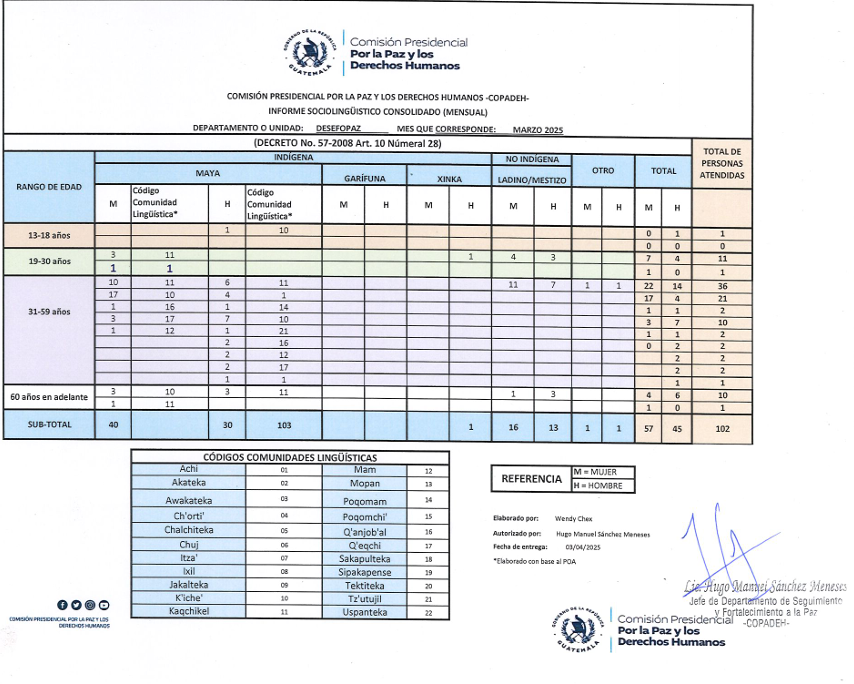 GOBIERNO DE LA REPÚBLICA
GUATEMALA
Comisión Presidencial
Por la Paz y los
Derechos Humanos
COMISIÓN PRESIDENCIAL POR LA PAZ Y LOS DERECHOS HUMANOS -COPADEH-
INFORME SOCIOLINGÜISTICO CONSOLIDADO (MENSUAL)
DEPARTAMENTO O UNIDAD: DESEFOPAZ MES QUE CORRESPONDE: MARZO 2025
(DECRETO No. 57-2008 Art. 10 Númeral 28)
RANGO DE EDAD INDÍGENA NO INDÍGENA OTRO TOTAL TOTAL DE PERSONAS ATENDIDAS
MAYA GARÍFUNA XINKA LADINO/MESTIZO
M Código Comunidad Lingüística* H Código Comunidad Lingüística* M H M H M H M H M H
13-18 años 1 10 0 1 1
0 0 0
19-30 años 3 11 1 4 3 7 4 11
1 1 1 0 1
31-59 años 10 11 6 11 11 7 1 1 22 14 36
17 10 4 1 17 4 21
1 16 1 14 1 1 2
3 17 7 10 3 7 10
1 12 1 21 1 1 2
2 16 0 2 2
2 12 2 2
2 17 2 2
1 1 1 1
60 años en adelante 3 10 3 11 1 3 4 6 10
1 11 1 0 1
SUB-TOTAL 40 30 103 1 16 13 1 1 57 45 102
CÓDIGOS COMUNIDADES LINGÜÍSTICAS
Achi 01 Mam 12
Akateka 02 Mopan 13
Awakateka 03 Poqomam 14
Ch'orti' 04 Poqomchi' 15
Chalchiteka 05 Q'anjob'al 16
Chuj 06 Q'eqchi 17
Itza' 07 Sakapulteka 18
Ixil 08 Sipakapense 19
Jakalteka 09 Tektiteka 20
K'iche' 10 Tz'utujil 21
Kaqchikel 11 Uspanteka 22
REFERENCIA M = MUJER
H = HOMBRE
Elaborado por: Wendy Chex
Autorizado por: Hugo Manuel Sánchez Meneses
Fecha de entrega: 03/04/2025
*Elaborado con base al POA
Lic. Hugo Manuel Sánchez Meneses
Jefe de Departamento de Seguimiento
y Fortalecimiento a la Paz
-COPADEH-
COMISIÓN PRESIDENCIAL POR LA PAZ Y LOS
DERECHOS HUMANOS
GOBIERNO DE LA REPÚBLICA
GUATEMALA
Comisión Presidencial
Por la Paz y los
Derechos Humanos